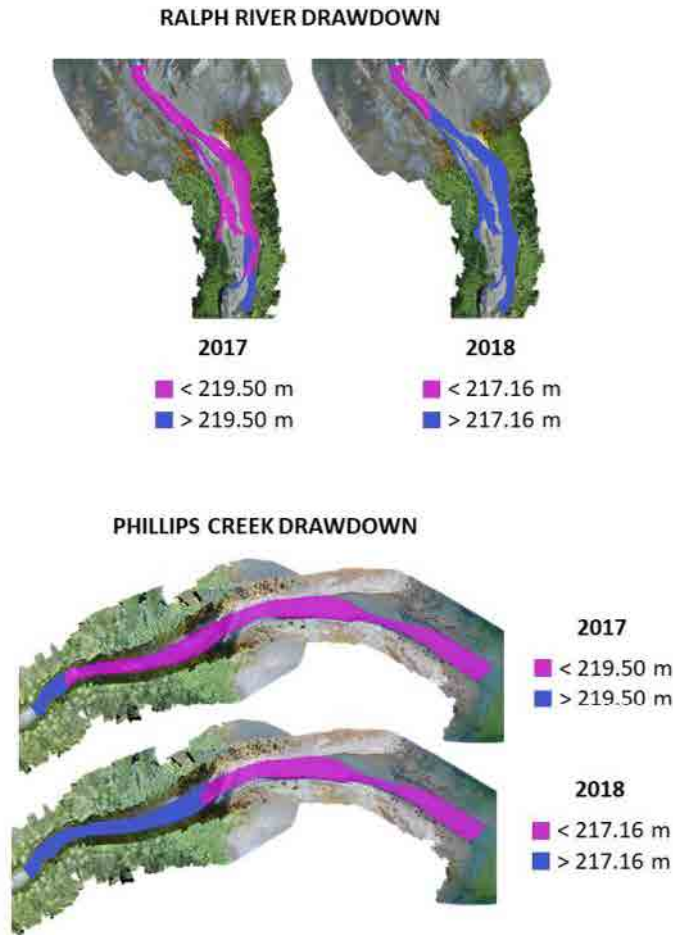 RALPH RIVER DRAWDOWN
2017
< 219.50 m
> 219.50 m
2018
< 217.16 m
> 217.16 m
PHILLIPS CREEK DRAWDOWN
2017
< 219.50 m
> 219.50 m
2018
< 217.16 m
> 217.16 m